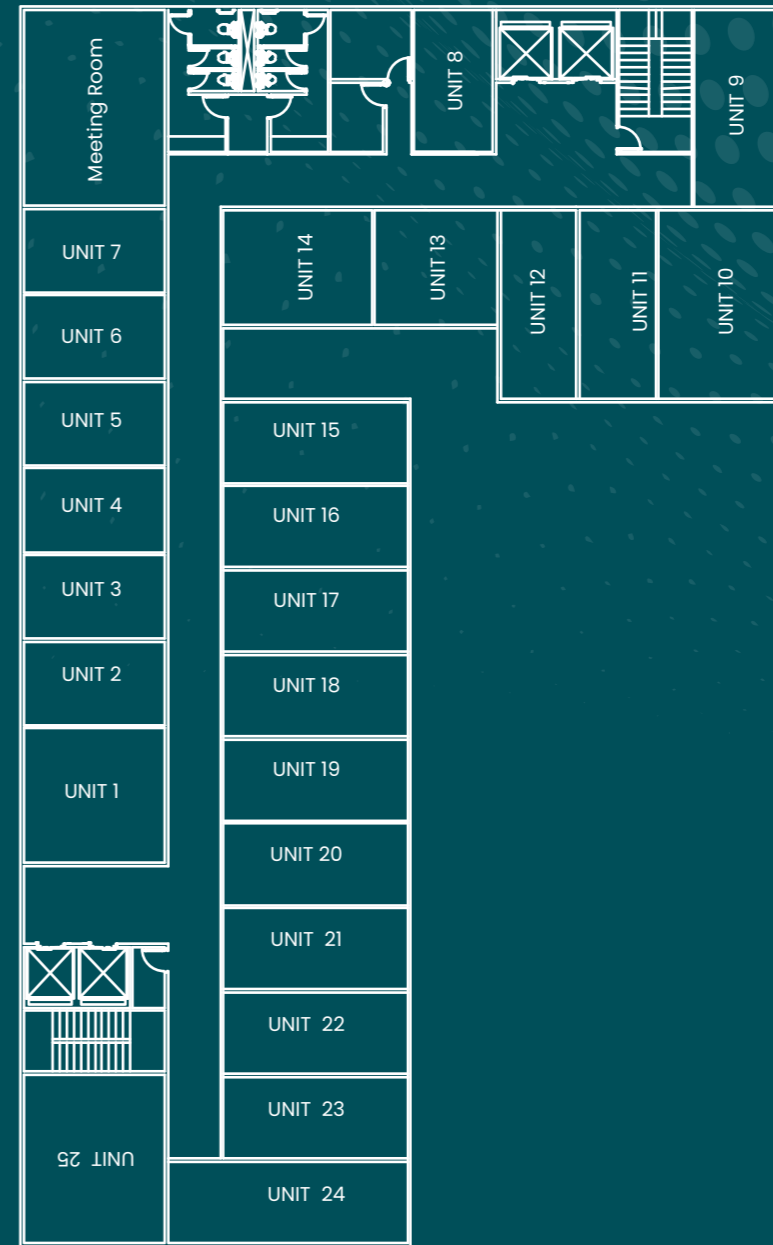 Meeting Room
UNIT 8
UNIT 9
UNIT 7
UNIT 14
UNIT 13
UNIT 12
UNIT 11
UNIT 10
UNIT 6
UNIT 5
UNIT 15
UNIT 4
UNIT 16
UNIT 3
UNIT 17
UNIT 2
UNIT 18
UNIT 1
UNIT 19
UNIT 20
UNIT 21
UNIT 22
UNIT 23
UNIT 25
UNIT 24